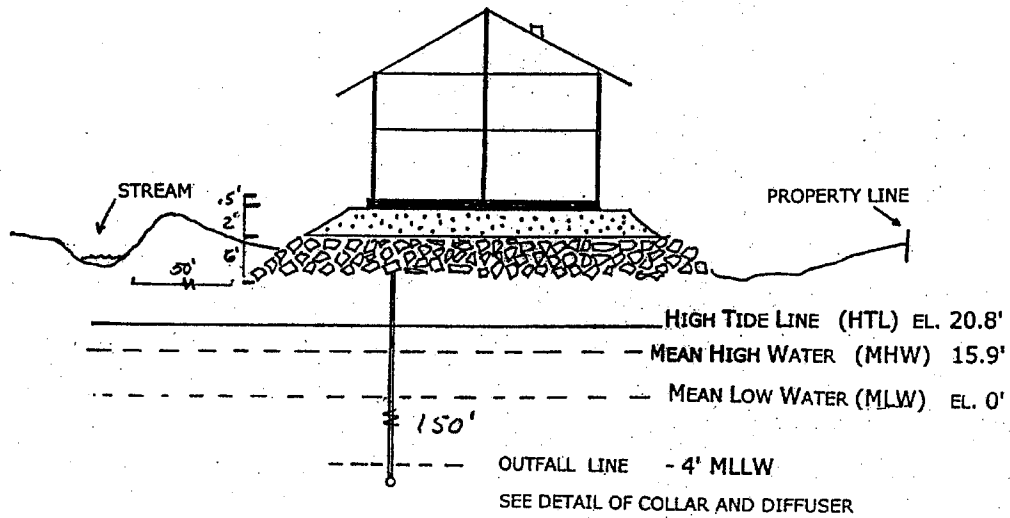 STREAM
.5'
2'
6'
50'
PROPERTY LINE
HIGH TIDE LINE (HTL) EL. 20.8'
MEAN HIGH WATER (MHW) 15.9'
MEAN LOW WATER (MLW) EL. 0'
150'
OUTFALL LINE - 4' MLLW
SEE DETAIL OF COLLAR AND DIFFUSER